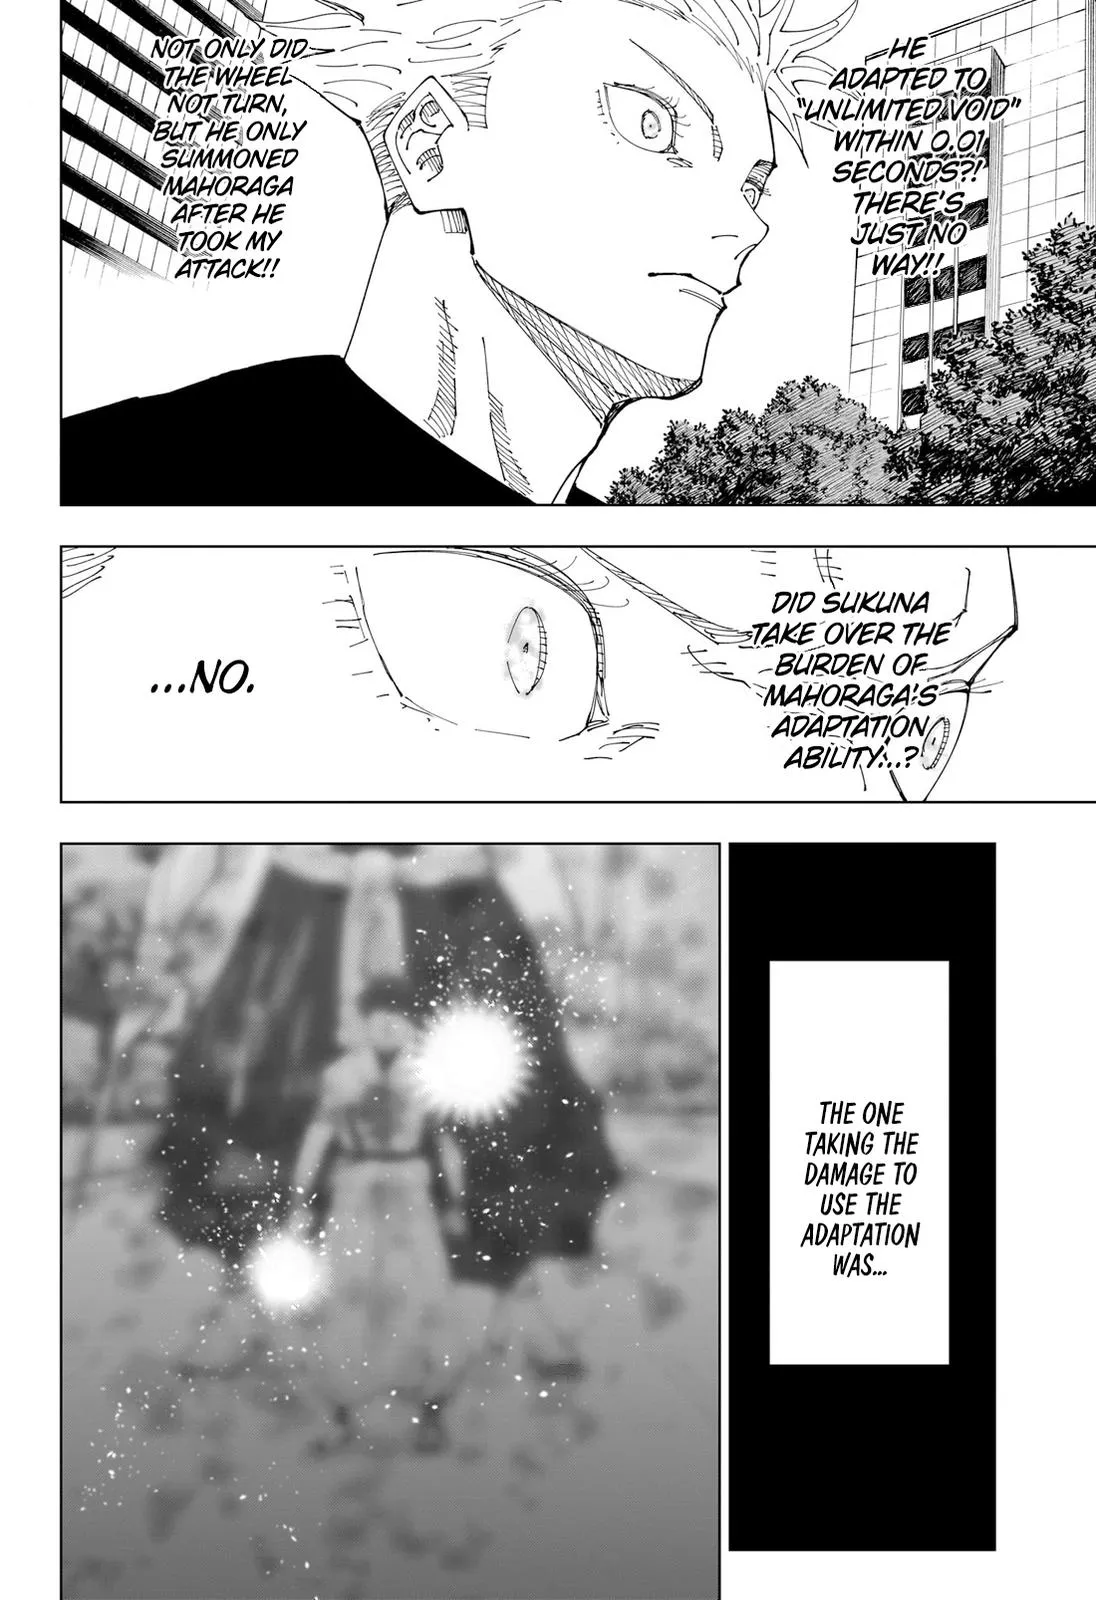 HE
ADAPTED TO
"UNLIMITED VOID"
WITHIN 0.01
SECONDS?!
THERE'S
JUST NO
WAY!!
NOT ONLY DID
THE WHEEL
NOT TURN,
BUT HE ONLY
SUMMONED
MAHORAGA
AFTER HE
TOOK MY
ATTACK!!
DID SUKUNA
TAKE OVER THE
BURDEN OF
MAHORAGA'S
ADAPTATION
ABILITY...?
...NO.
THE ONE
TAKING THE
DAMAGE TO
USE THE
ADAPTATION
WAS...